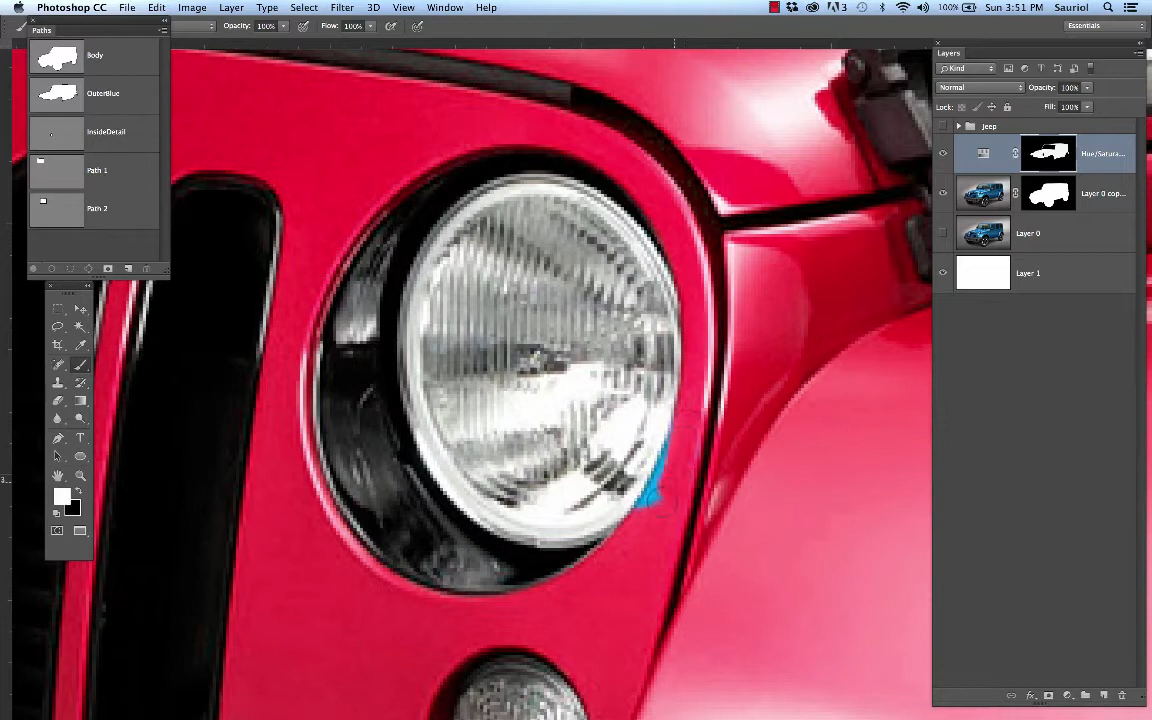 Photoshop CC File Edit Image Layer Type Select Filter 3D View Window Help
3 100% Sun 3:51 PM Sauriol
Opacity: 100% Flow: 100% Essentials
Paths
Body
OuterBlue
InsideDetail
Path 1
Path 2
Layers
Kind
Normal Opacity: 100%
Lock: Fill: 100%
Jeep
Hue/Satura...
Layer 0 cop...
Layer 0
Layer 1